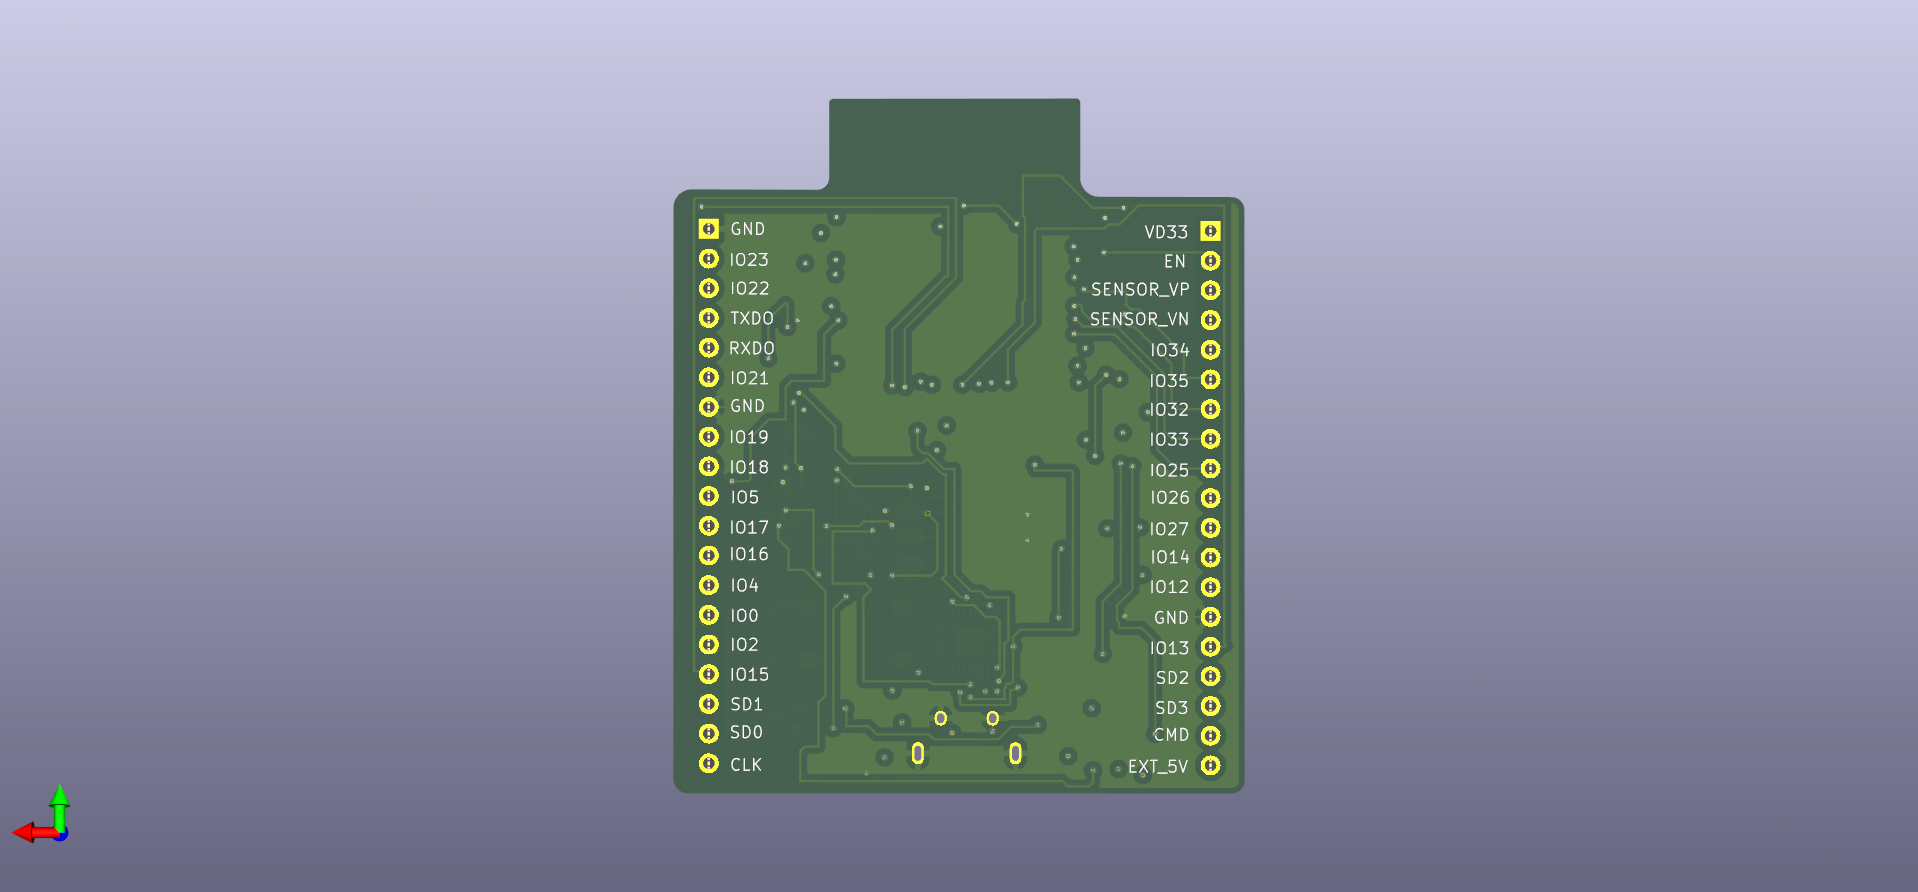 GND
IO23
IO22
TXDO
RXDO
IO21
GND
IO19
IO18
IO5
IO17
IO16
IO4
IO0
IO2
IO15
SD1
SD0
CLK
VD33
EN
SENSOR_VP
SENSOR_VN
IO34
IO35
IO32
IO33
IO25
IO26
IO27
IO14
IO12
GND
IO13
SD2
SD3
CMD
EXT_5V